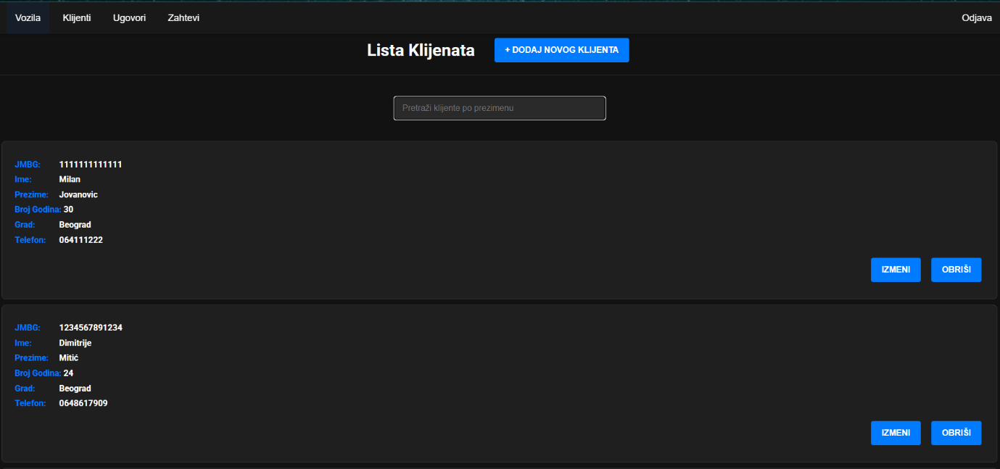 Vozila Klijenti Ugovori Zahtevi Odjava
Lista Klijenata + DODAJ NOVOG KLIJENTA
Pretraži klijente po prezimenu
JMBG: 1111111111111
Ime: Milan
Prezime: Jovanovic
Broj Godina: 30
Grad: Beograd
Telefon: 064111222
IZMENI OBRIŠI
JMBG: 1234567891234
Ime: Dimitrije
Prezime: Mitić
Broj Godina: 24
Grad: Beograd
Telefon: 0648617909
IZMENI OBRIŠI